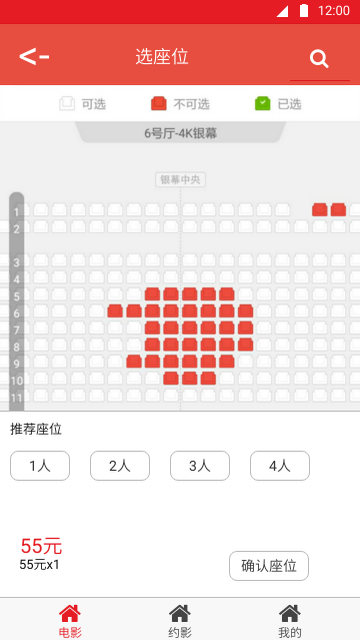 12:00
<- 选座位
可选 不可选 已选
6号厅-4K银幕
银幕中央
1
2
3
4
5
6
7
8
9
10
11
推荐座位
1人 2人 3人 4人
55元
55元x1
确认座位
电影 约影 我的